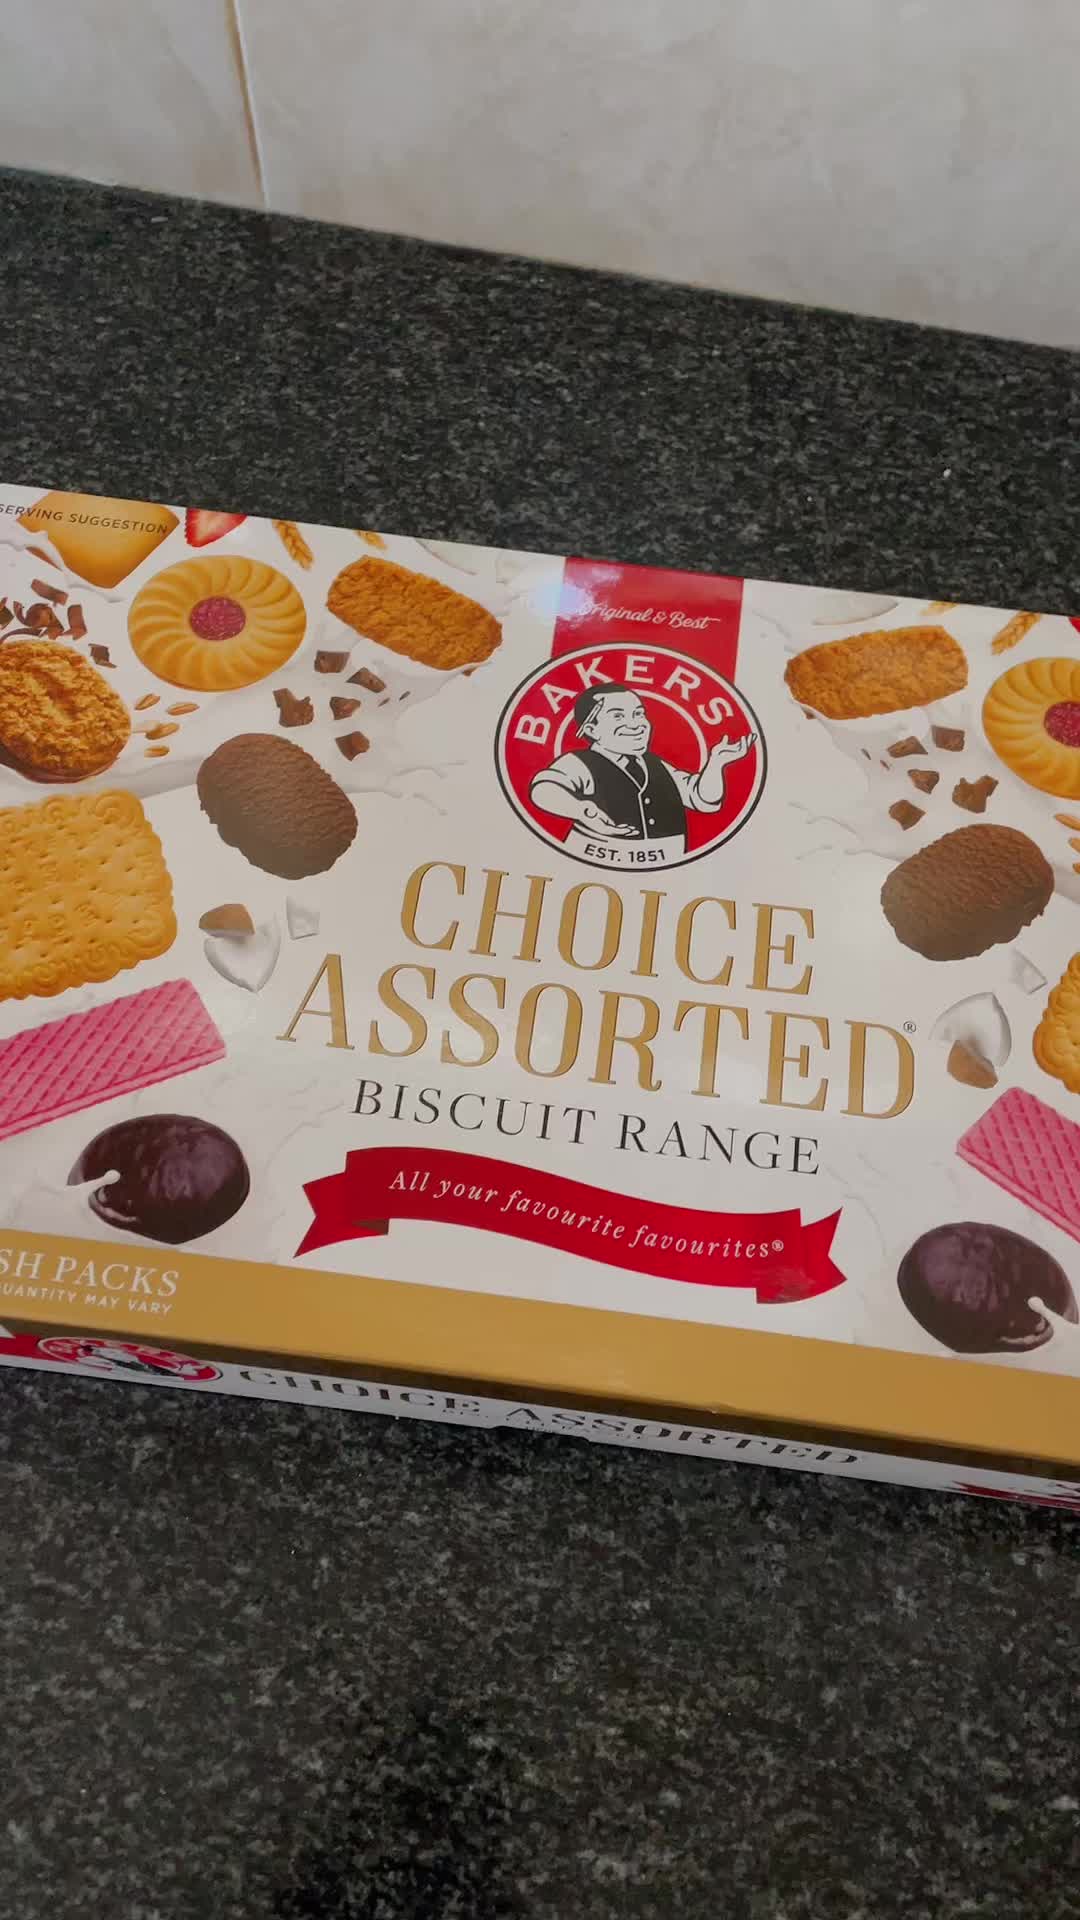 SERVING SUGGESTION
Original & Best
BAKERS
EST. 1851
CHOICE
ASSORTED®
BISCUIT RANGE
All your favourite favourites®
SH PACKS
QUANTITY MAY VARY
BAKERS
CHOICE ASSORTED